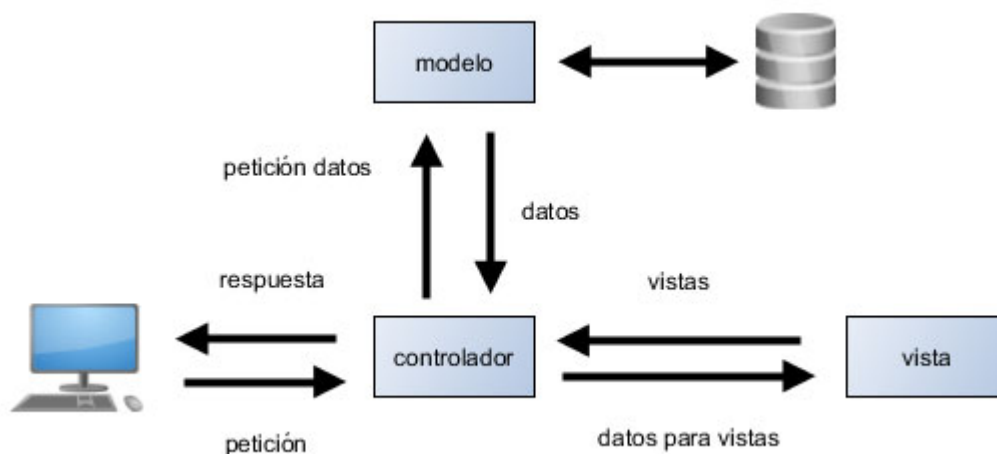 modelo
petición datos
datos
respuesta
vistas
controlador
vista
petición
datos para vistas